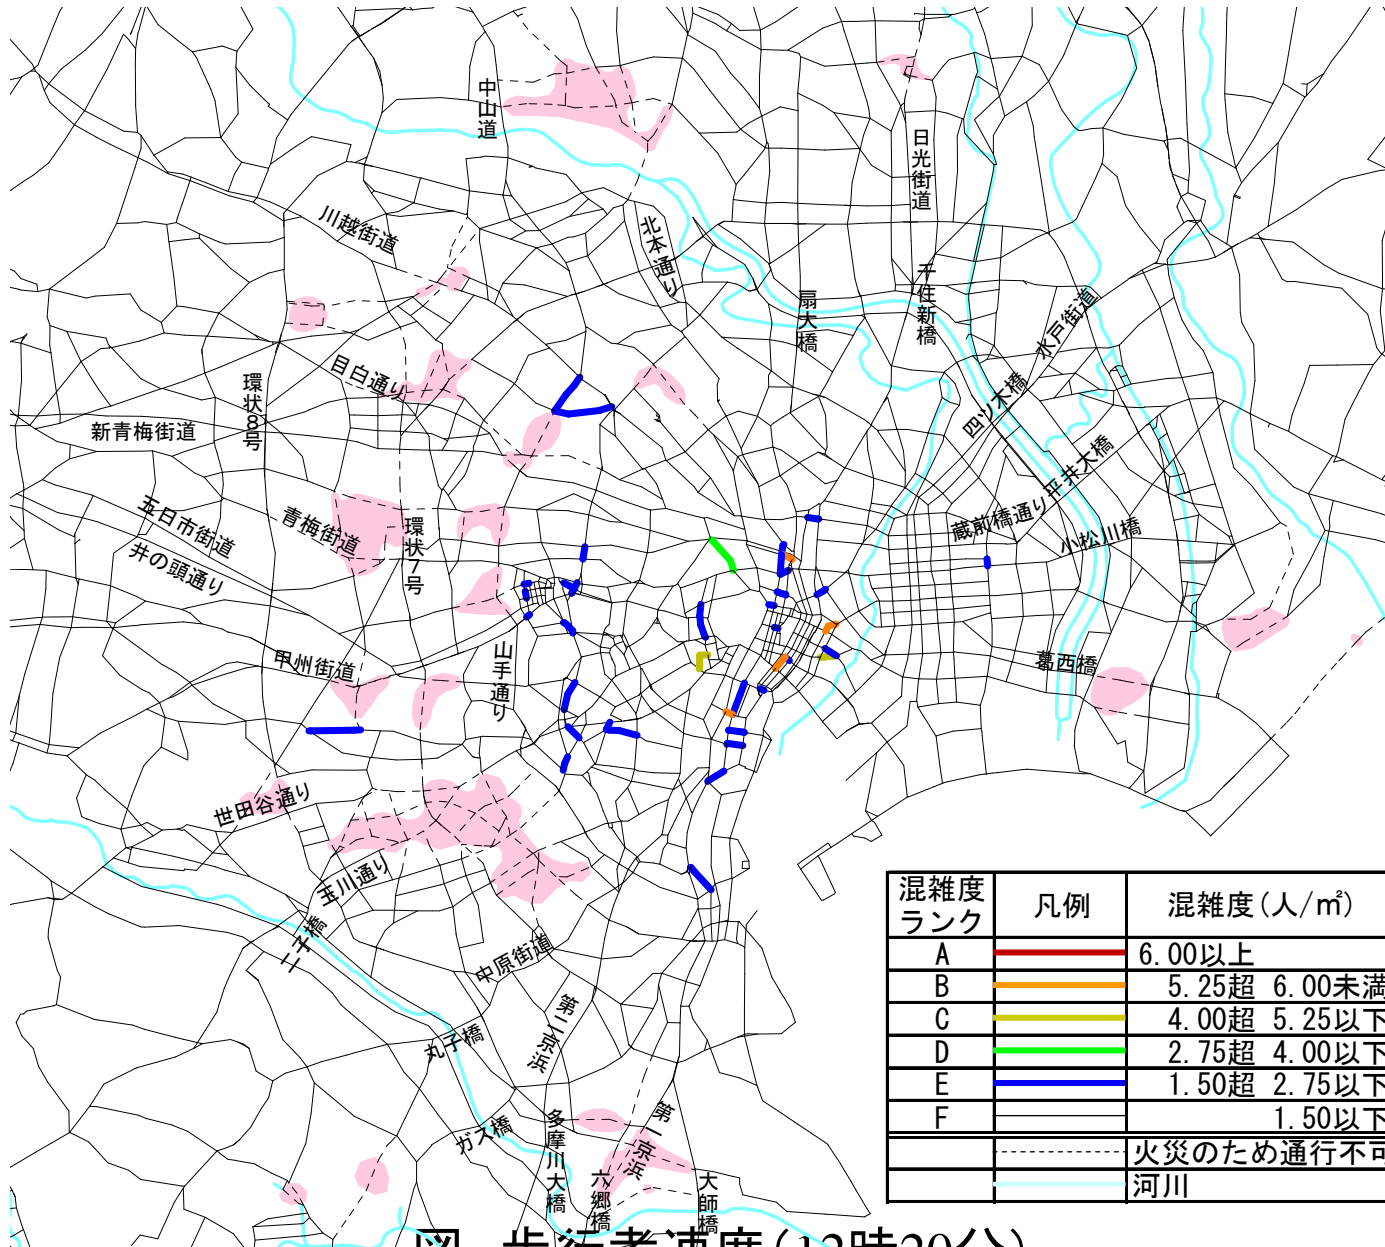 中山道
日光街道
川越街道
北本通り
千住新橋
扇大橋
水戸街道
目白通り
環状8号
四ツ木橋
新青梅街道
平井大橋
五日市街道
青梅街道
環状7号
蔵前橋通り
小松川橋
井の頭通り
甲州街道
山手通り
葛西橋
世田谷通り
玉川通り
二子橋
中原街道
第二京浜
丸子橋
ガス橋
多摩川大橋
第一京浜
六郷橋
大師橋
混雑度ランク 凡例 混雑度(人/㎡)
A 6.00以上
B 5.25超 6.00未満
C 4.00超 5.25以下
D 2.75超 4.00以下
E 1.50超 2.75以下
F 1.50以下
火災のため通行不可
河川